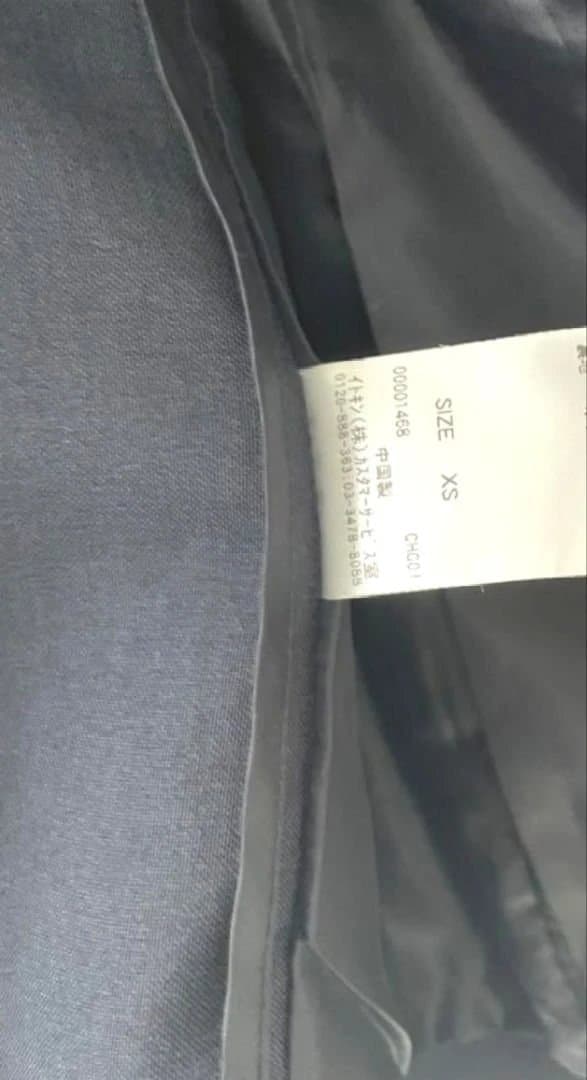 SIZE XS
00001468 CHC01
中国製
イトキン(株)カスタマーサービス室
0120-888-363:03-3478-8088